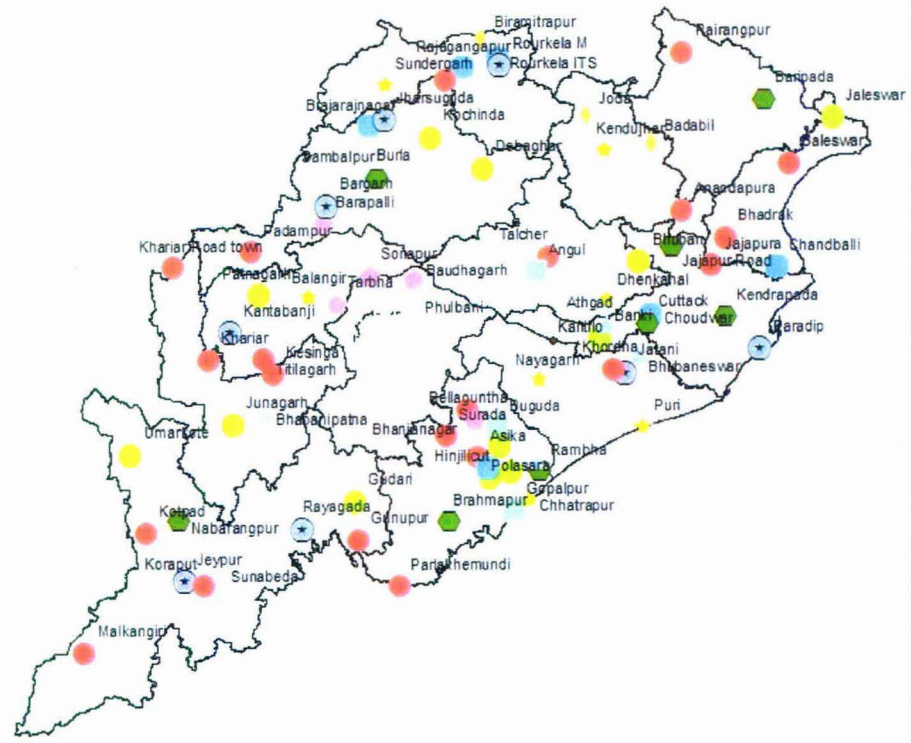 Biramitrapur
Rairangpur
Rajagangapur Rourkela M
Sundergarh Rourkela ITS
Baripada
Jaleswar
Brajarajnagar Jharsuguda
Joda
Kochinda
Kendujhar Badabil
Debaghar
Baleswar
Sambalpur Burla
Bargarh
Barapalli
Anandapura
Padampur
Bhadrak
Khariar Road town
Sonapur
Talcher
Angul
Bhuban
Jajapura Chandballi
Jajapur Road
Patnagarh Balangir Tarbha
Baudhagarh
Dhenkanal
Kantabanji
Phulbani
Athgad
Cuttack
Kendrapada
Banki Choudwar
Kantilo
Paradip
Khariar
Khordha Jatani
Kesinga
Nayagarh
Bhubaneswar
Titilagarh
Junagarh
Bellaguntha
Buguda
Puri
Surada
Bhabanipatna
Bhanjanagar
Umarkote
Asika
Hinjilicut Rambha
Polasara
Gudari
Gopalpur
Brahmapur
Chhatrapur
Kotpad
Rayagada
Nabarangpur
Gunupur
Koraput Jeypur
Parlakhemundi
Sunabeda
Malkangiri